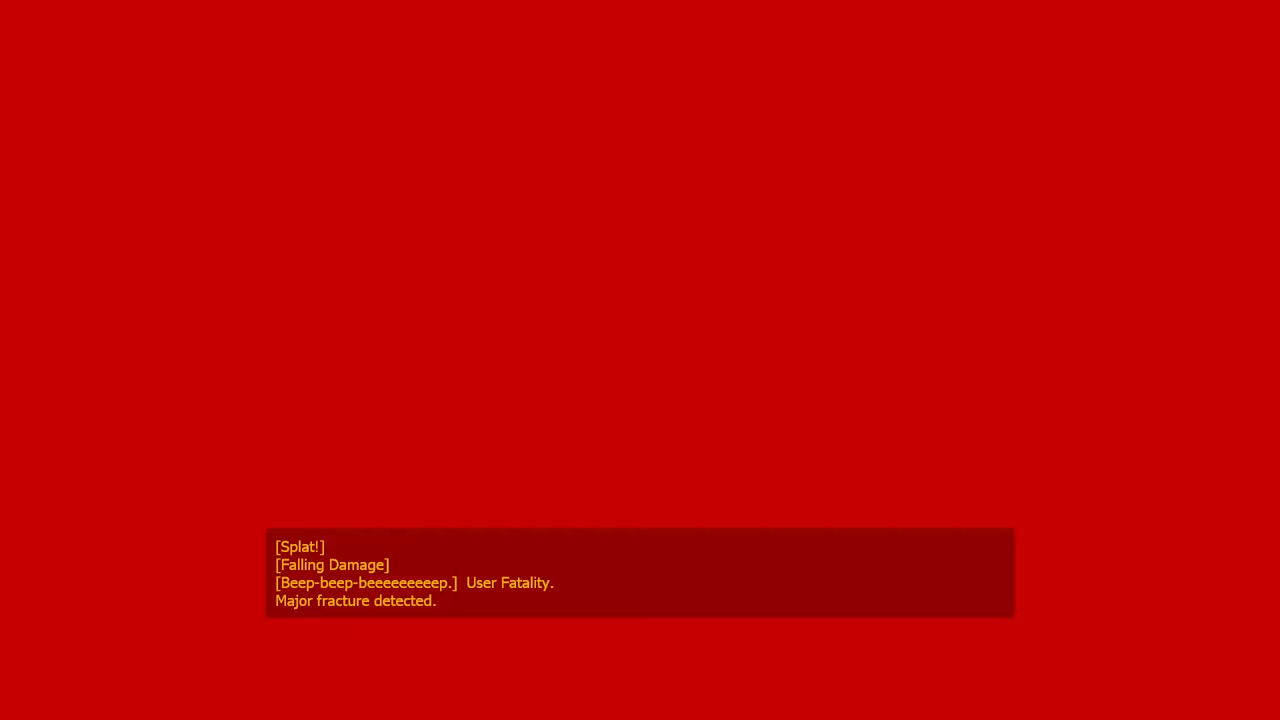 [Splat!]
[Falling Damage]
[Beep-beep-beeeeeeeeep.]  User Fatality.
Major fracture detected.